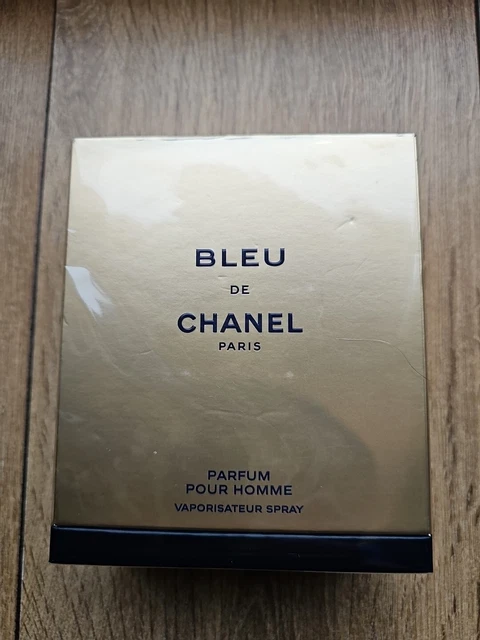 BLEU
DE
CHANEL
PARIS
PARFUM
POUR HOMME
VAPORISATEUR SPRAY